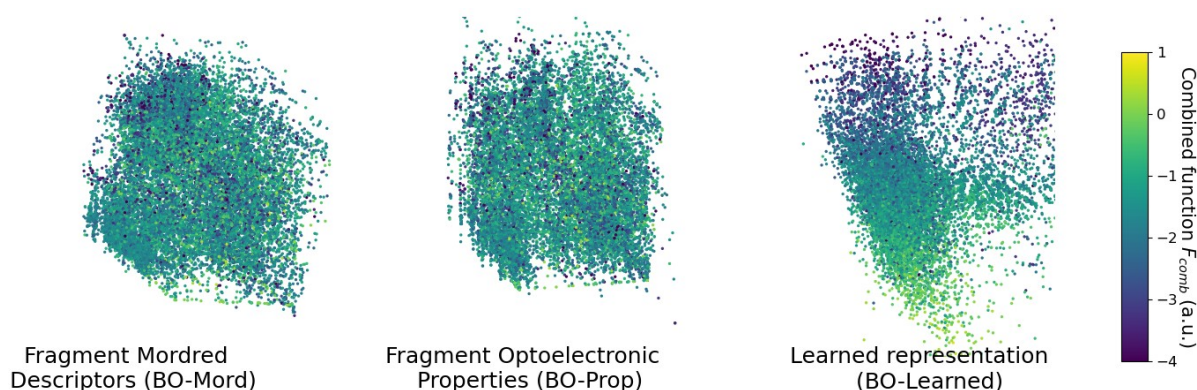 Fragment Mordred
Descriptors (BO-Mord)
Fragment Optoelectronic
Properties (BO-Prop)
Learned representation
(BO-Learned)
1
0
−1
−2
−3
−4
Combined function F_comb (a.u.)